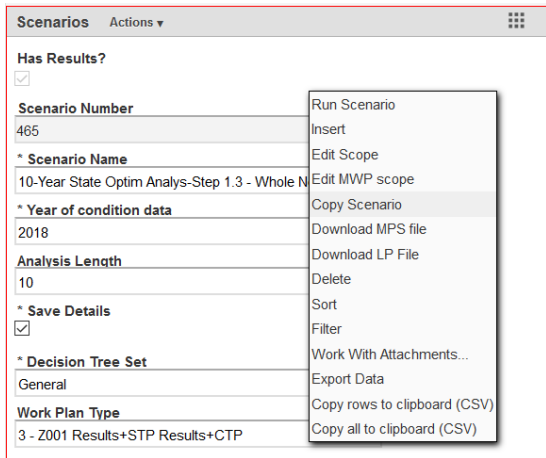 Scenarios Actions ▾
Has Results?
Scenario Number
465
* Scenario Name
10-Year State Optim Analys-Step 1.3 - Whole N
* Year of condition data
2018
Analysis Length
10
* Save Details
* Decision Tree Set
General
Work Plan Type
3 - Z001 Results+STP Results+CTP
Run Scenario
Insert
Edit Scope
Edit MWP scope
Copy Scenario
Download MPS file
Download LP File
Delete
Sort
Filter
Work With Attachments...
Export Data
Copy rows to clipboard (CSV)
Copy all to clipboard (CSV)